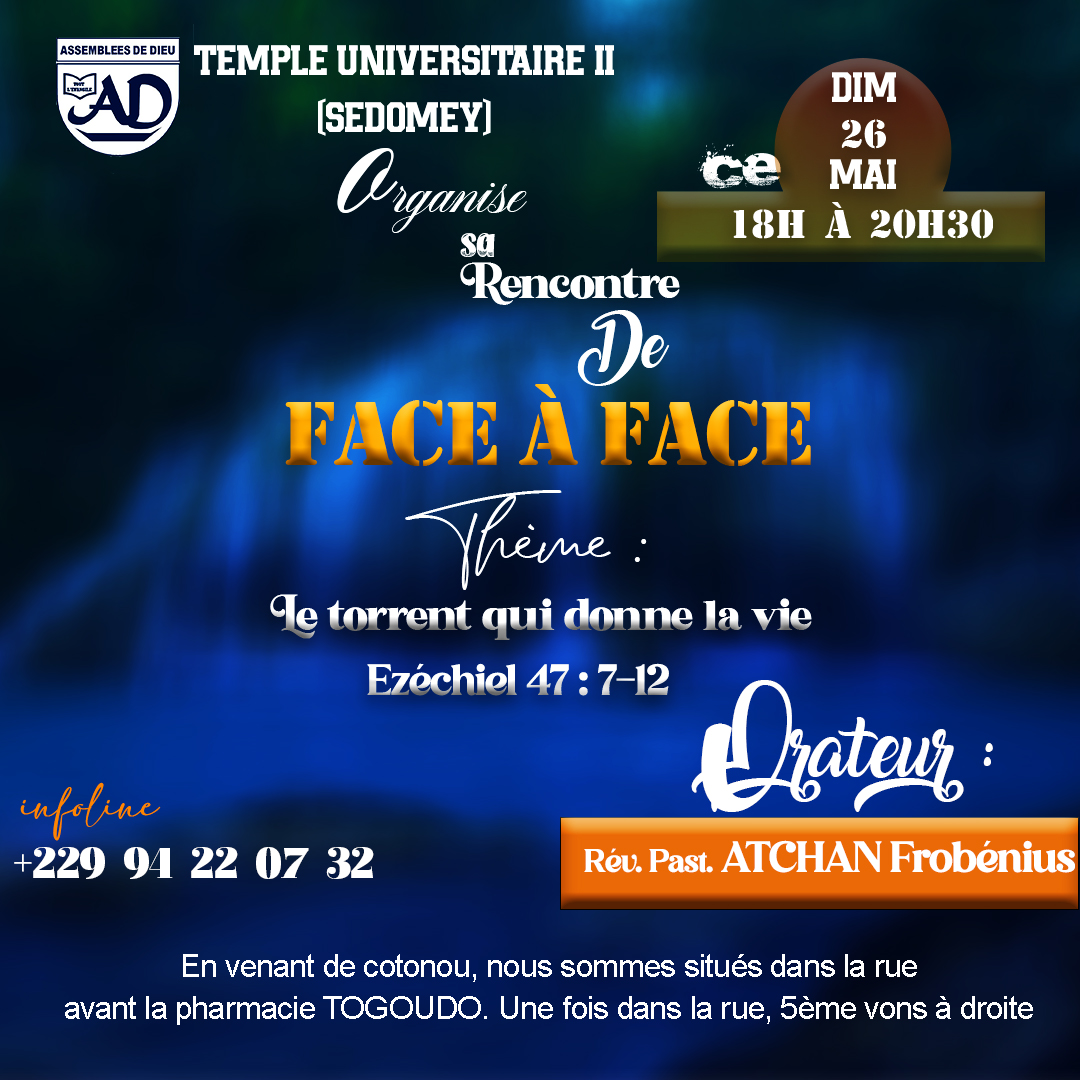 ASSEMBLEES DE DIEU
TOUT
L'EVANGILE
AD
TEMPLE UNIVERSITAIRE II
(SEDOMEY)
Organise
sa
Rencontre
De
FACE À FACE
ce
DIM
26
MAI
18H À 20H30
Thème :
Le torrent qui donne la vie
Ezéchiel 47 : 7-12
Orateur :
Rév. Past. ATCHAN Frobénius
infoline
+229 94 22 07 32
En venant de cotonou, nous sommes situés dans la rue
avant la pharmacie TOGOUDO. Une fois dans la rue, 5ème vons à droite